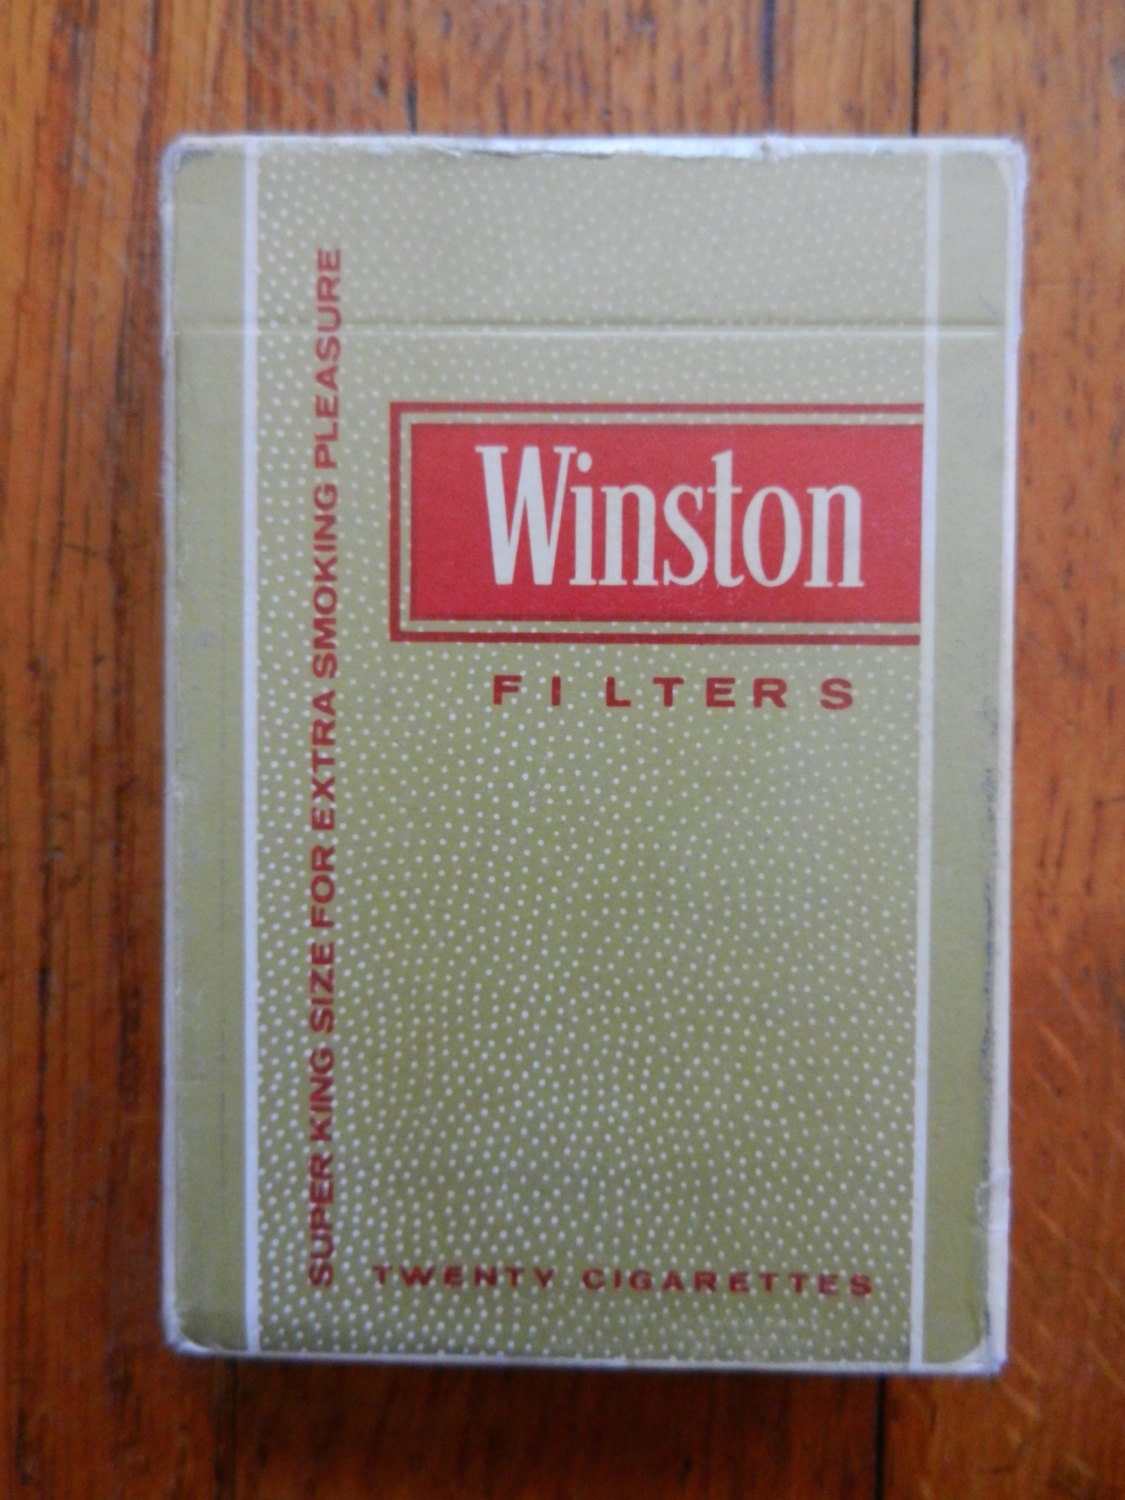 SUPER KING SIZE FOR EXTRA SMOKING PLEASURE
Winston
FILTERS
TWENTY CIGARETTES